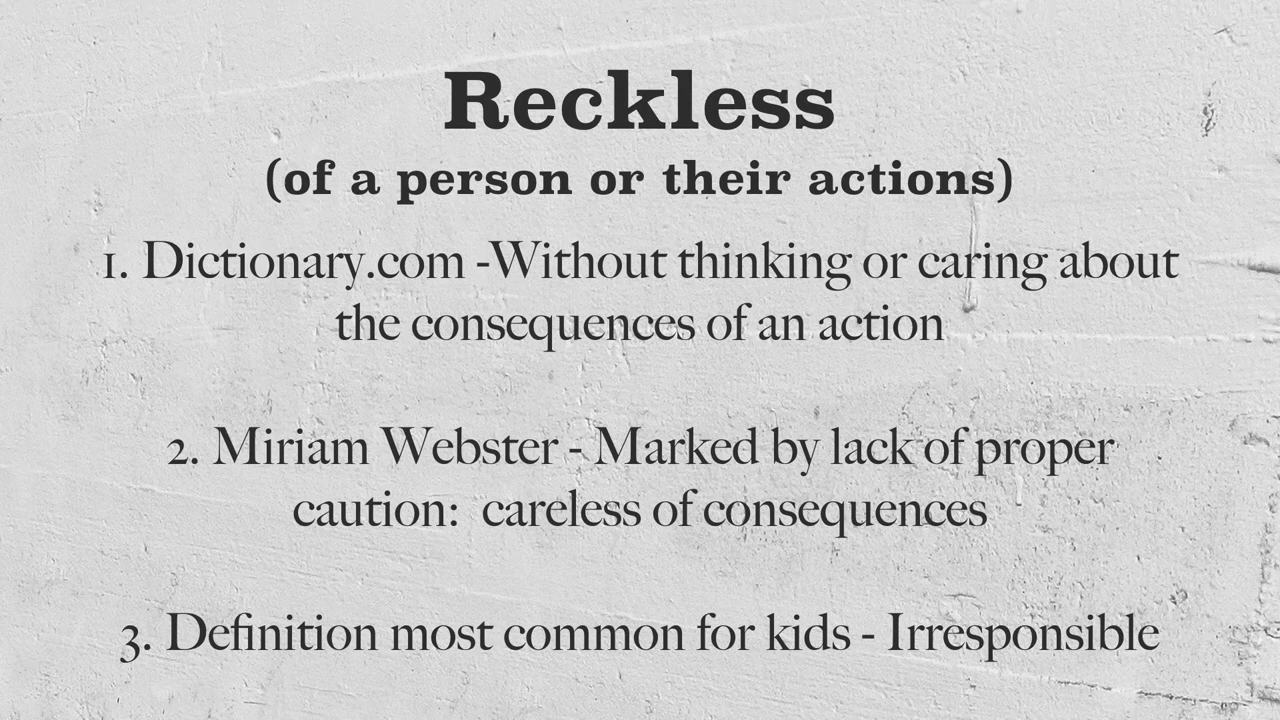 Reckless
(of a person or their actions)
1. Dictionary.com -Without thinking or caring about
the consequences of an action
2. Miriam Webster - Marked by lack of proper
caution:  careless of consequences
3. Definition most common for kids - Irresponsible